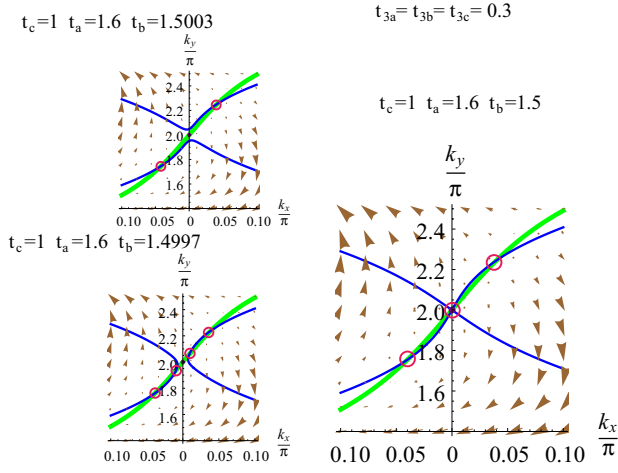 t_c=1 t_a=1.6 t_b=1.5003
k_y/π
2.4
2.2
2.0
1.8
1.6
0.10 0.05 0 0.05 0.10 k_x/π
t_c=1 t_a=1.6 t_b=1.4997
k_y/π
2.4
2.2
2.0
1.8
1.6
0.10 0.05 0 0.05 0.10 k_x/π
t_3a= t_3b= t_3c= 0.3
t_c=1 t_a=1.6 t_b=1.5
k_y/π
2.4
2.2
2.0
1.8
1.6
0.10 0.05 0 0.05 0.10 k_x/π